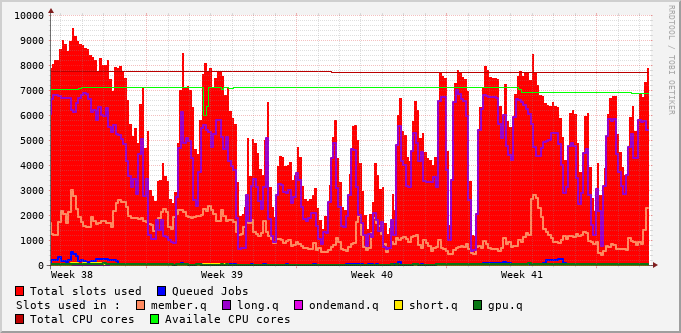 10000
9000
8000
7000
6000
5000
4000
3000
2000
1000
0
Week 38 Week 39 Week 40 Week 41
RRDTOOL / TOBI OETIKER
Total slots used Queued Jobs
Slots used in : member.q long.q ondemand.q short.q gpu.q
Total CPU cores Availale CPU cores